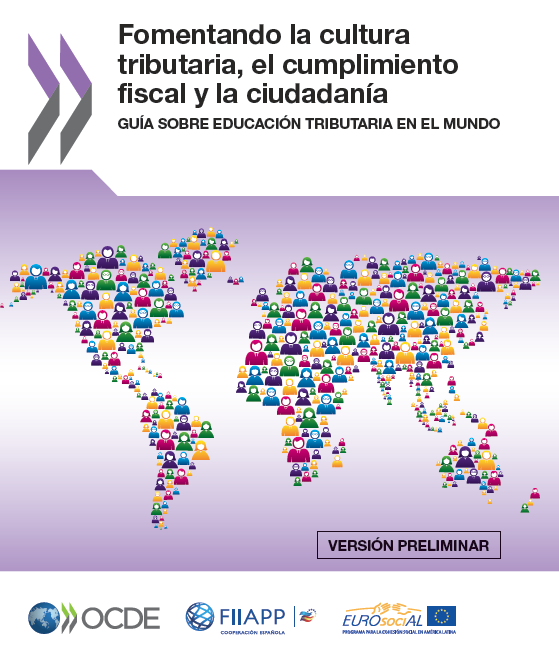 Fomentando la cultura
tributaria, el cumplimiento
fiscal y la ciudadanía
GUÍA SOBRE EDUCACIÓN TRIBUTARIA EN EL MUNDO
VERSIÓN PRELIMINAR
OCDE
FIIAPP
COOPERACIÓN ESPAÑOLA
EUROsociAL
PROGRAMA PARA LA COHESIÓN SOCIAL EN AMÉRICA LATINA